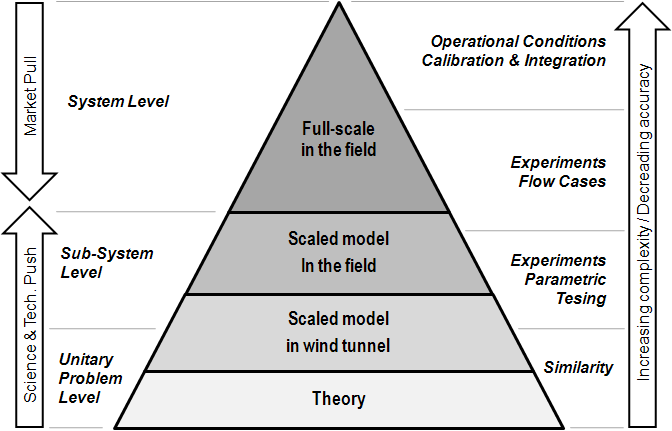 Market Pull
Science & Tech. Push
System Level
Sub-System
Level
Unitary
Problem
Level
Full-scale
in the field
Scaled model
In the field
Scaled model
in wind tunnel
Theory
Operational Conditions
Calibration & Integration
Experiments
Flow Cases
Experiments
Parametric
Tesing
Similarity
Increasing complexity / Decreading accuracy